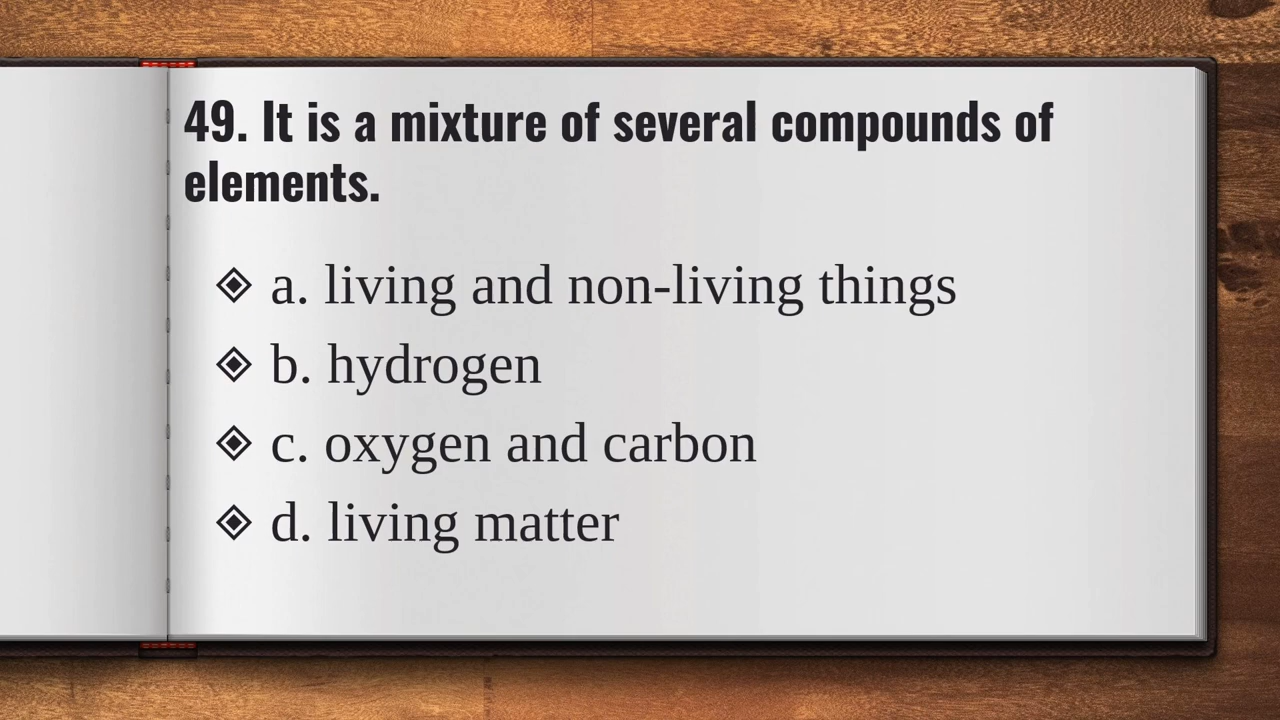 49. It is a mixture of several compounds of
elements.
a. living and non-living things
b. hydrogen
c. oxygen and carbon
d. living matter